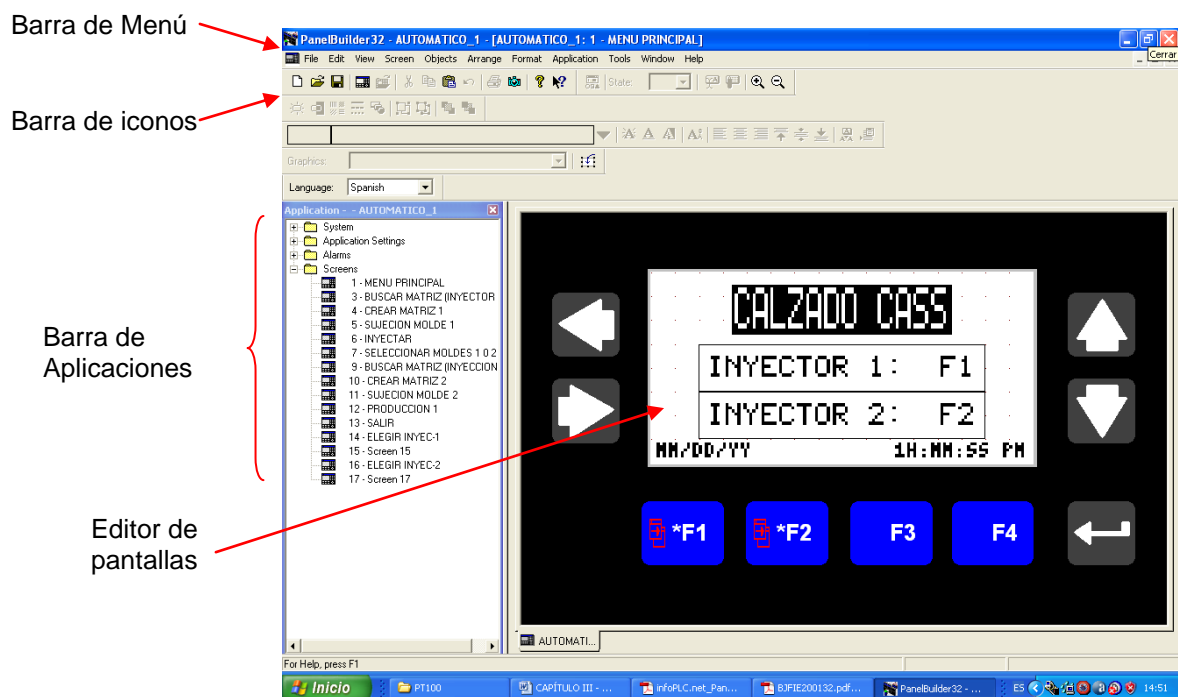 Barra de Menú
PanelBuilder32 - AUTOMATICO_1 - [AUTOMATICO_1: 1 - MENU PRINCIPAL]
Cerrar
File Edit View Screen Objects Arrange Format Application Tools Window Help
State:
Barra de iconos
Graphics:
Language: Spanish
Application - - AUTOMATICO_1
System
Application Settings
Alarms
Screens
1 - MENU PRINCIPAL
3 - BUSCAR MATRIZ (INYECTOR
4 - CREAR MATRIZ 1
5 - SUJECION MOLDE 1
6 - INYECTAR
7 - SELECCIONAR MOLDES 1 0 2
9 - BUSCAR MATRIZ (INYECCION
10 - CREAR MATRIZ 2
11 - SUJECION MOLDE 2
12 - PRODUCCION 1
13 - SALIR
14 - ELEGIR INYEC-1
15 - Screen 15
16 - ELEGIR INYEC-2
17 - Screen 17
Barra de
Aplicaciones
Editor de
pantallas
CALZADO CASS
INYECTOR 1: F1
INYECTOR 2: F2
MM/DD/YY 1H:MM:SS PM
*F1 *F2 F3 F4
AUTOMATI...
For Help, press F1
Inicio PT100 CAPÍTULO III - ... infoPLC.net_Pan... BJFIE200132.pdf... PanelBuilder32 - ... ES 14:51